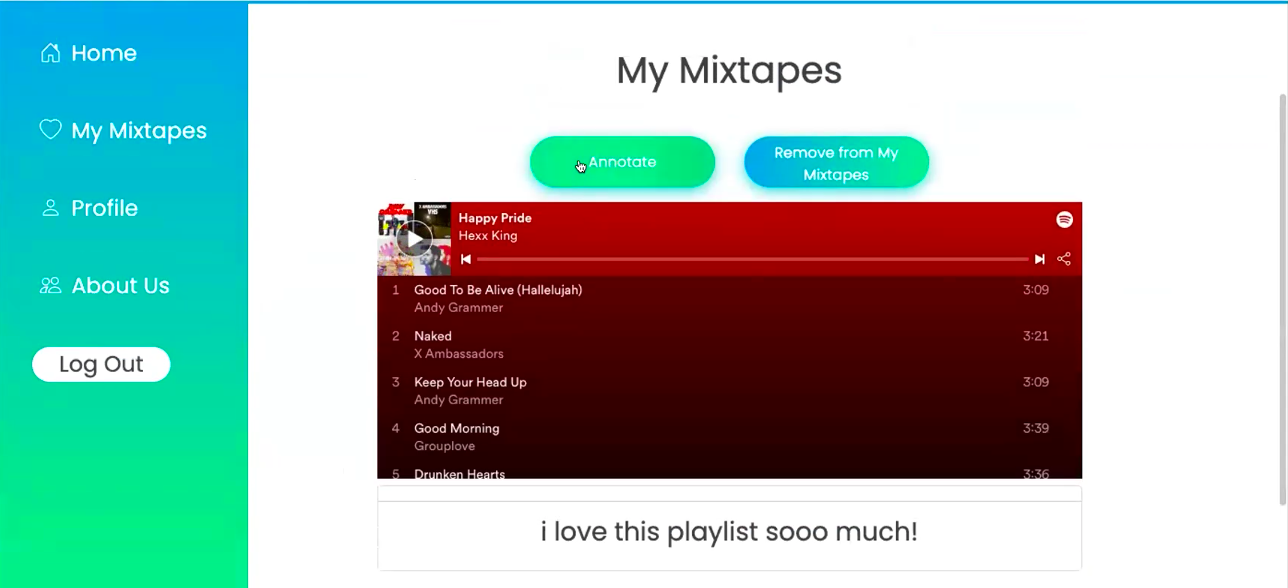 Home
My Mixtapes
Profile
About Us
Log Out
My Mixtapes
Annotate
Remove from My
Mixtapes
Happy Pride
Hexx King
1 Good To Be Alive (Hallelujah) 3:09
Andy Grammer
2 Naked 3:21
X Ambassadors
3 Keep Your Head Up 3:09
Andy Grammer
4 Good Morning 3:39
Grouplove
5 Drunken Hearts 3:36
i love this playlist sooo much!